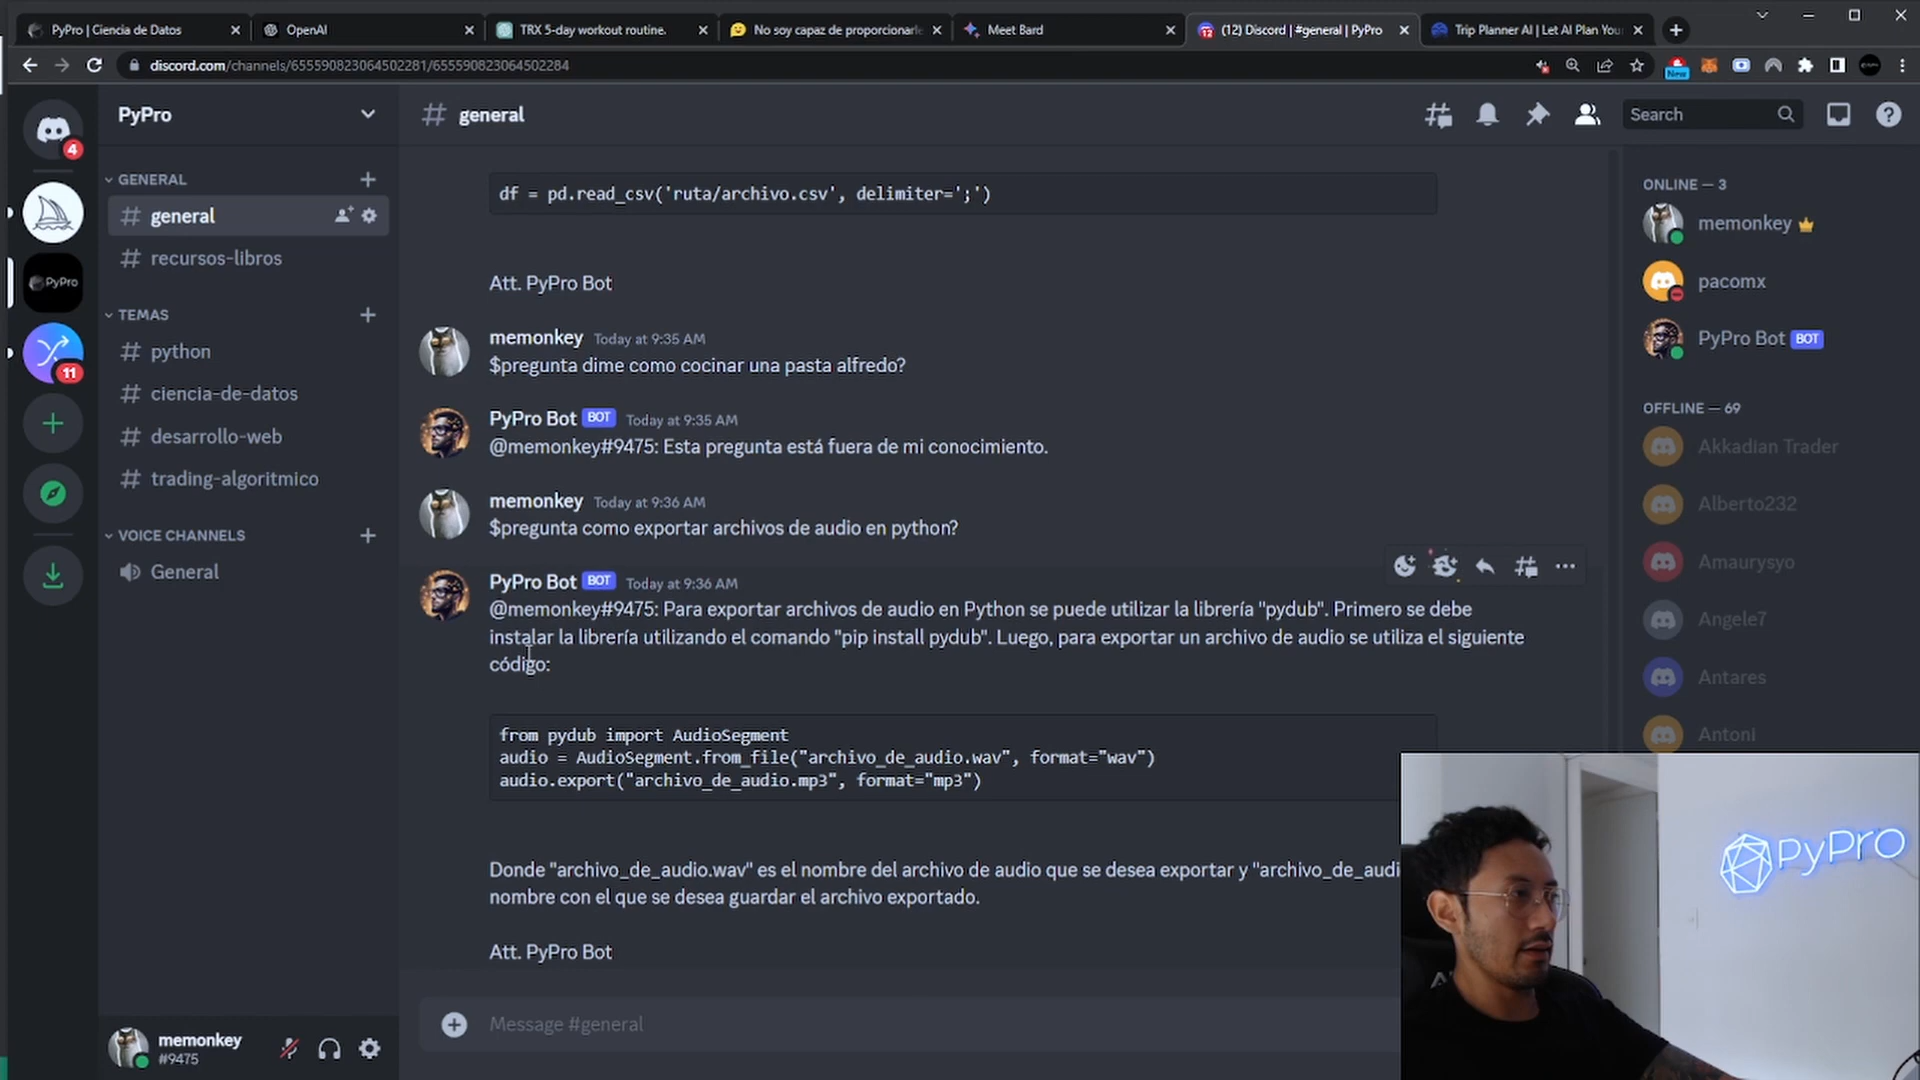 PyPro | Ciencia de Datos
OpenAI
TRX 5-day workout routine.
No soy capaz de proporcionarle
Meet Bard
(12) Discord | #general | PyPro
Trip Planner AI | Let AI Plan You
discord.com/channels/655590823064502281/655590823064502284
New
PyPro
general
Search
4
GENERAL
general
recursos-libros
PyPro
TEMAS
python
11
ciencia-de-datos
desarrollo-web
trading-algoritmico
VOICE CHANNELS
General
memonkey
#9475
df = pd.read_csv('ruta/archivo.csv', delimiter=';')
Att. PyPro Bot
memonkey Today at 9:35 AM
$pregunta dime como cocinar una pasta alfredo?
PyPro Bot BOT Today at 9:35 AM
@memonkey#9475: Esta pregunta está fuera de mi conocimiento.
memonkey Today at 9:36 AM
$pregunta como exportar archivos de audio en python?
PyPro Bot BOT Today at 9:36 AM
@memonkey#9475: Para exportar archivos de audio en Python se puede utilizar la librería "pydub". Primero se debe
instalar la librería utilizando el comando "pip install pydub". Luego, para exportar un archivo de audio se utiliza el siguiente
código:
from pydub import AudioSegment
audio = AudioSegment.from_file("archivo_de_audio.wav", format="wav")
audio.export("archivo_de_audio.mp3", format="mp3")
Donde "archivo_de_audio.wav" es el nombre del archivo de audio que se desea exportar y "archivo_de_audi
nombre con el que se desea guardar el archivo exportado.
Att. PyPro Bot
Message #general
ONLINE — 3
memonkey
pacomx
PyPro Bot BOT
OFFLINE — 69
Akkadian Trader
Alberto232
Amaurysyo
Angele7
Antares
Antoni
PyPro